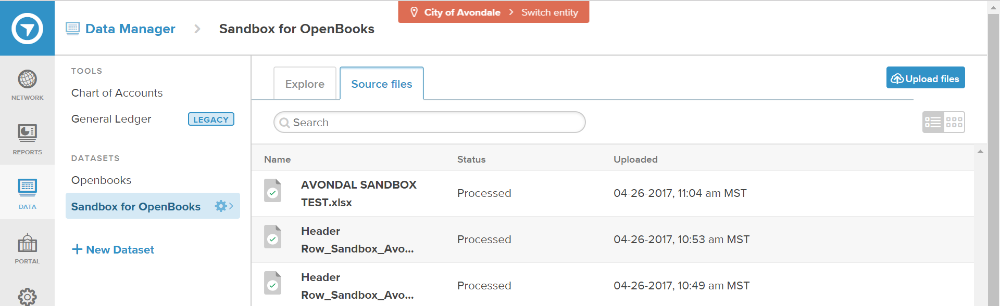 City of Avondale > Switch entity
Data Manager > Sandbox for OpenBooks
NETWORK
REPORTS
DATA
PORTAL
TOOLS
Chart of Accounts
General Ledger LEGACY
DATASETS
Openbooks
Sandbox for OpenBooks
+ New Dataset
Explore Source files
Upload files
Search
Name Status Uploaded
AVONDAL SANDBOX
TEST.xlsx
Processed 04-26-2017, 11:04 am MST
Header
Row_Sandbox_Avo...
Processed 04-26-2017, 10:53 am MST
Header
Row_Sandbox_Avo...
Processed 04-26-2017, 10:49 am MST